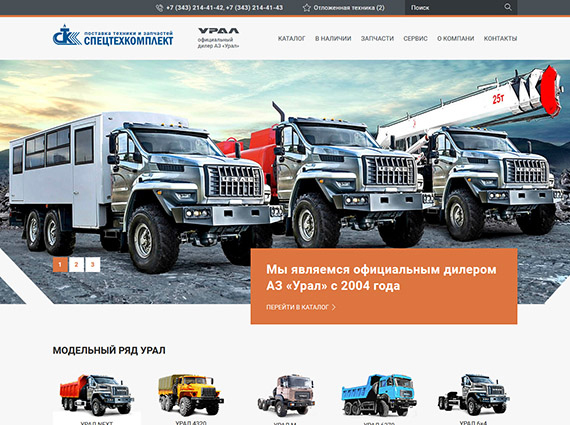 +7 (343) 214-41-42, +7 (343) 214-41-43
Отложенная техника (2)
Поиск
СТК
поставка техники и запчастей
СПЕЦТЕХКОМПЛЕКТ
УРАЛ
официальный
дилер АЗ «Урал»
КАТАЛОГ В НАЛИЧИИ ЗАПЧАСТИ СЕРВИС О КОМПАНИ КОНТАКТЫ
25т
URAL
1 2 3
Мы являемся официальным дилером
АЗ «Урал» с 2004 года
ПЕРЕЙТИ В КАТАЛОГ
МОДЕЛЬНЫЙ РЯД УРАЛ
УРАЛ NEXT УРАЛ 4320 УРАЛ М УРАЛ 6370 УРАЛ 6х4